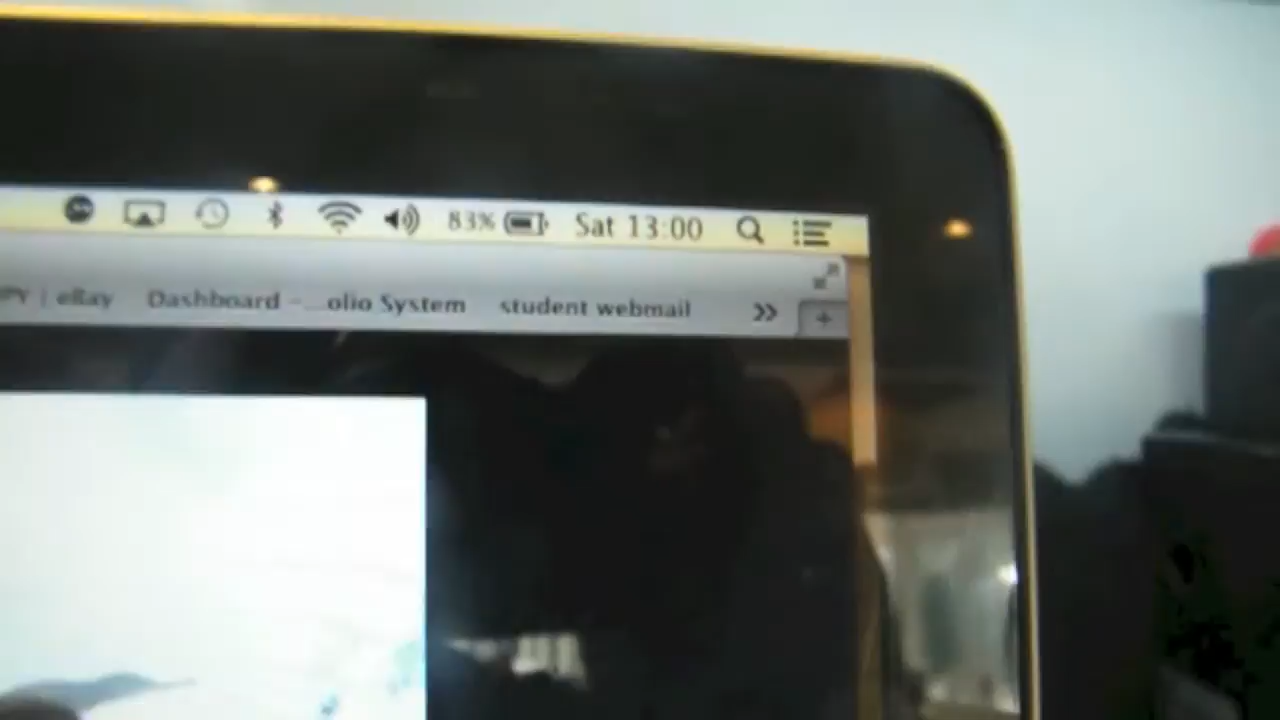 83% Sat 13:00
| eBay Dashboard - ...olio System student webmail >> +